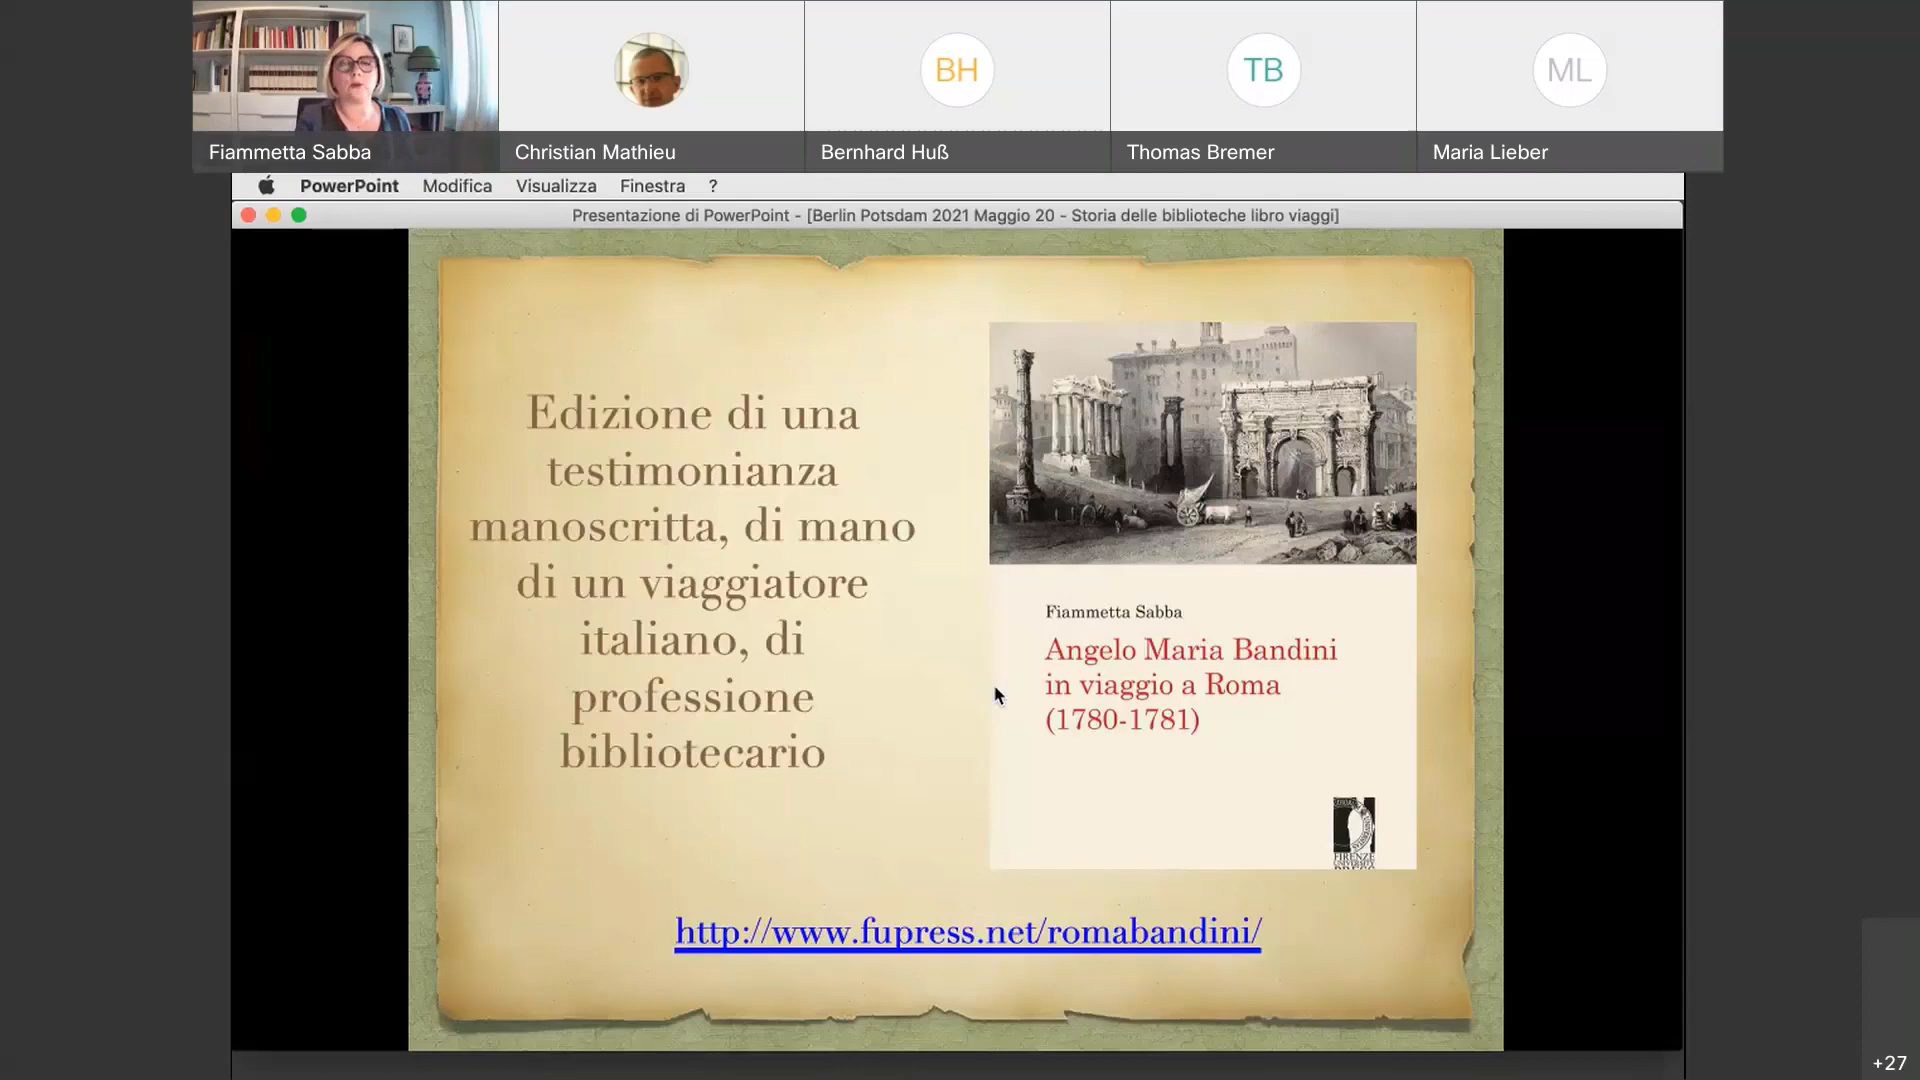 BH
TB
ML
Fiammetta Sabba
Christian Mathieu
Bernhard Huß
Thomas Bremer
Maria Lieber
PowerPoint Modifica Visualizza Finestra ?
Presentazione di PowerPoint - [Berlin Potsdam 2021 Maggio 20 - Storia delle biblioteche libro viaggi]
Edizione di una
testimonianza
manoscritta, di mano
di un viaggiatore
italiano, di
professione
bibliotecario
Fiammetta Sabba
Angelo Maria Bandini
in viaggio a Roma
(1780-1781)
FIRENZE
UNIVERSITY
PRESS
http://www.fupress.net/romabandini/
+27